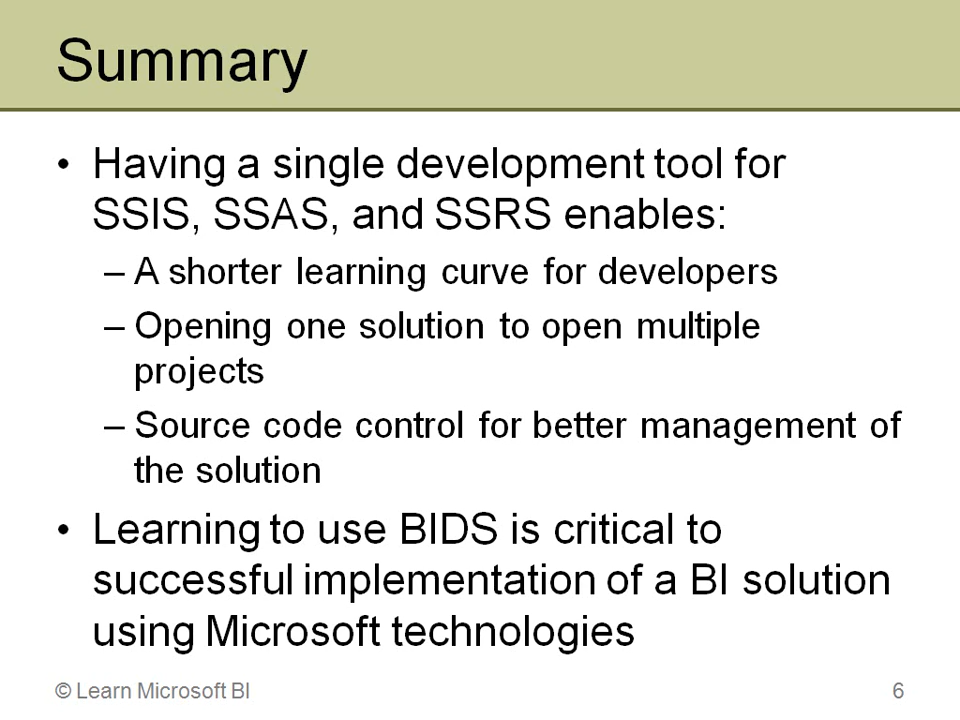 Summary
• Having a single development tool for
SSIS, SSAS, and SSRS enables:
– A shorter learning curve for developers
– Opening one solution to open multiple
projects
– Source code control for better management of
the solution
• Learning to use BIDS is critical to
successful implementation of a BI solution
using Microsoft technologies
© Learn Microsoft BI
6